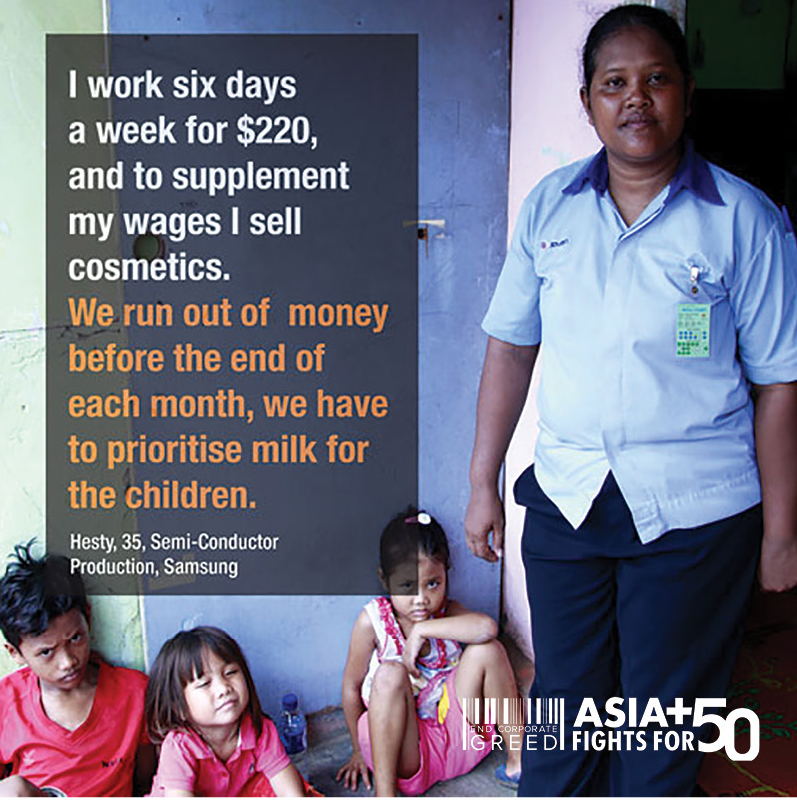 I work six days
a week for $220,
and to supplement
my wages I sell
cosmetics.
We run out of money
before the end of
each month, we have
to prioritise milk for
the children.
Hesty, 35, Semi-Conductor
Production, Samsung
END CORPORATE
GREED
ASIA+50
FIGHTS FOR